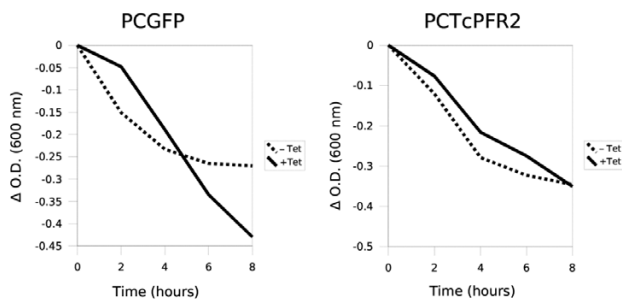 PCGFP
Δ O.D. (600 nm)
0
-0.05
-0.1
-0.15
-0.2
-0.25
-0.3
-0.35
-0.4
-0.45
0 2 4 6 8
Time (hours)
– Tet
+Tet
PCTcPFR2
Δ O.D. (600 nm)
0
-0.1
-0.2
-0.3
-0.4
-0.5
0 2 4 6 8
Time (hours)
– Tet
+Tet